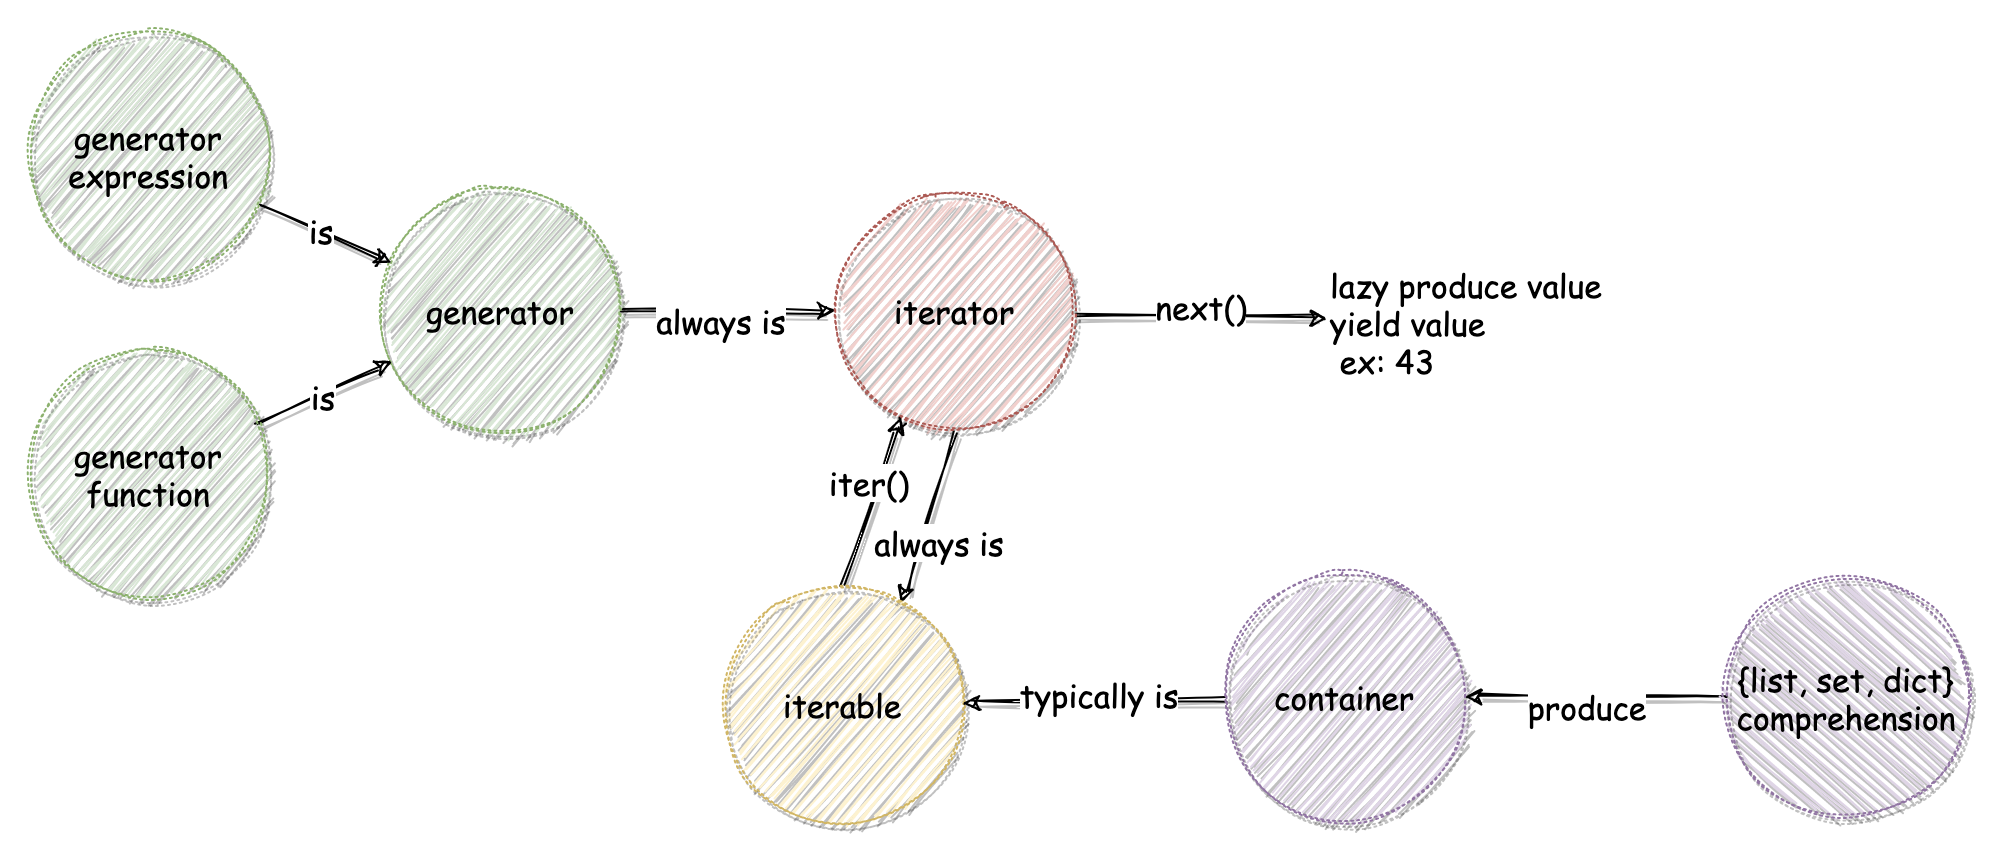 generator
expression
is
generator
function
is
generator
always is
iterator
next()
lazy produce value
yield value
ex: 43
iter()
always is
iterable
typically is
container
produce
{list, set, dict}
comprehension